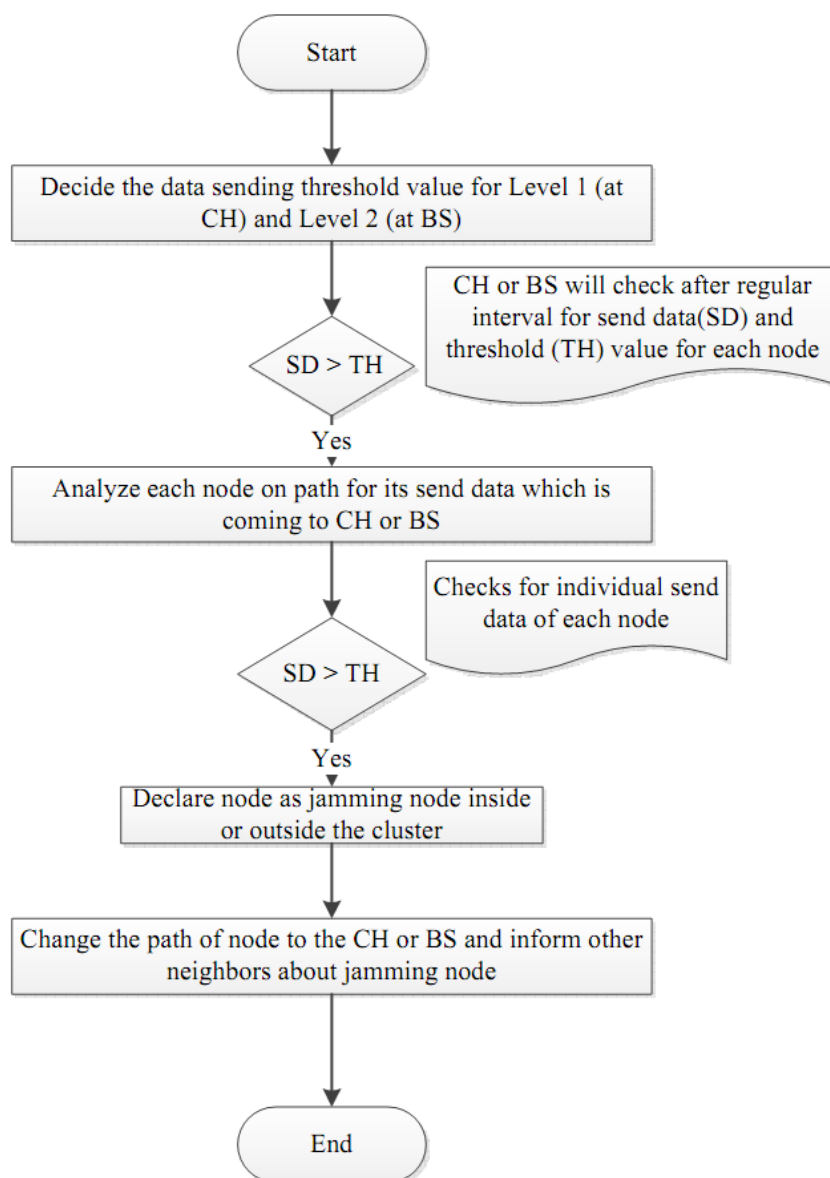 Start
Decide the data sending threshold value for Level 1 (at
CH) and Level 2 (at BS)
CH or BS will check after regular
interval for send data(SD) and
threshold (TH) value for each node
SD > TH
Yes
Analyze each node on path for its send data which is
coming to CH or BS
Checks for individual send
data of each node
SD > TH
Yes
Declare node as jamming node inside
or outside the cluster
Change the path of node to the CH or BS and inform other
neighbors about jamming node
End